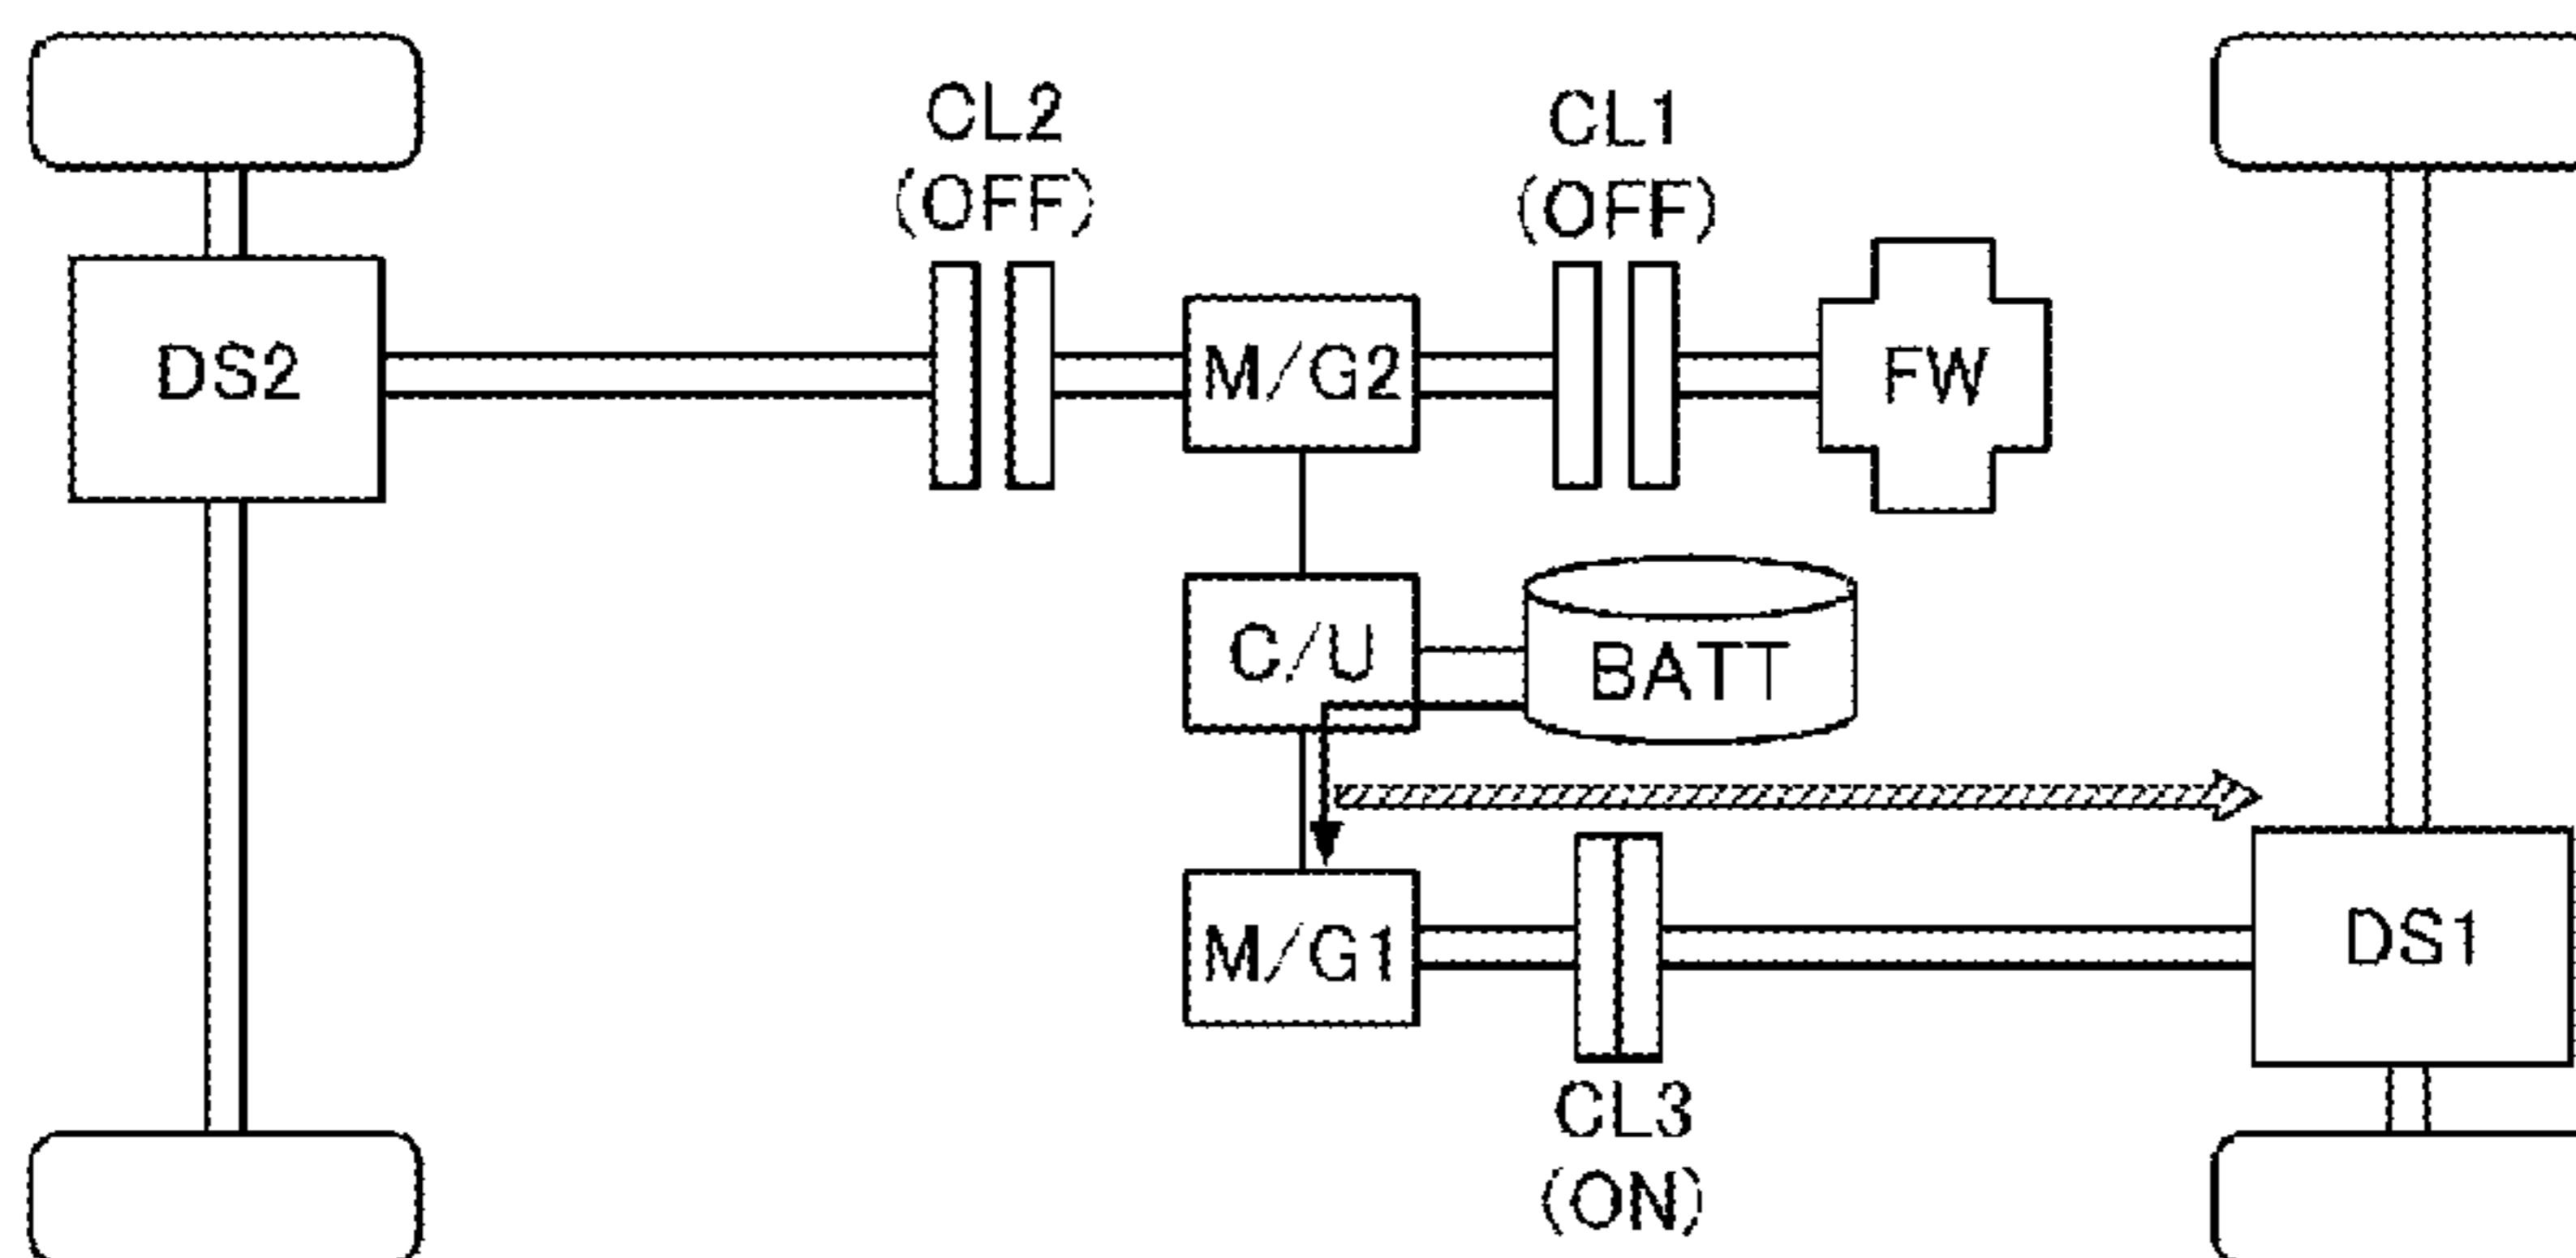 CL2
(OFF)
CL1
(OFF)
DS2
M/G2
FW
C/U
BATT
M/G1
DS1
CL3
(ON)